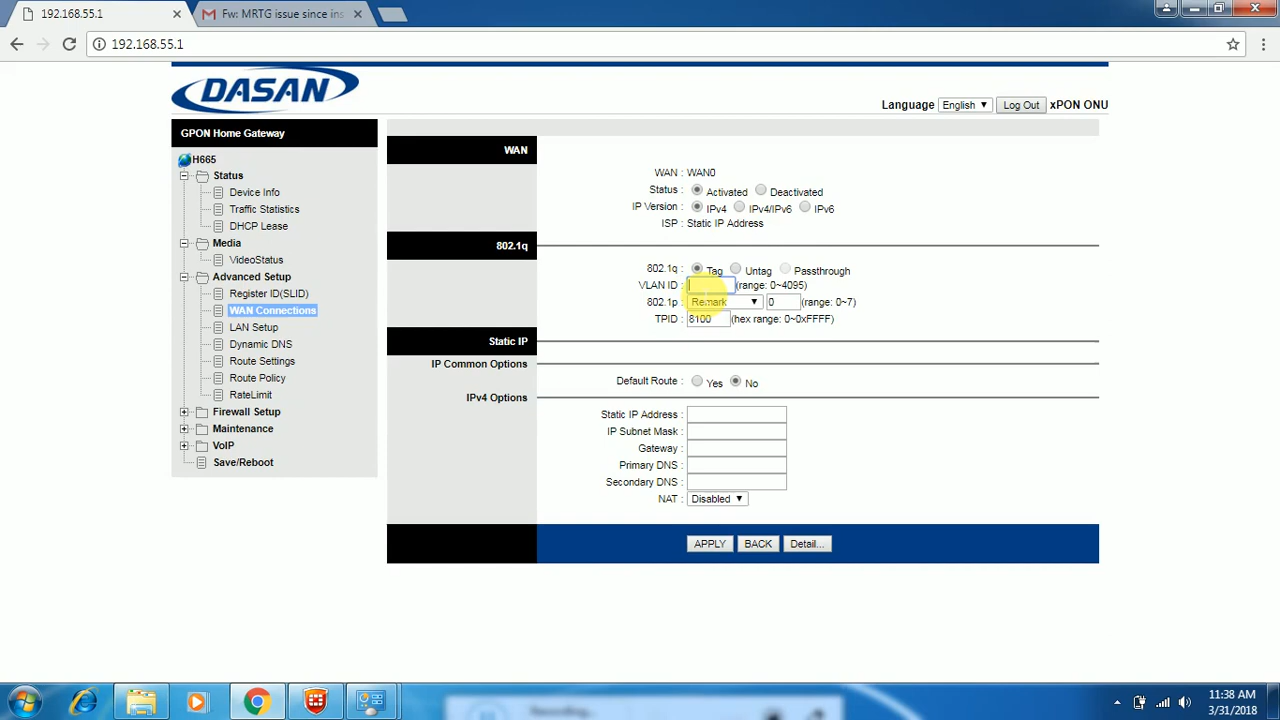 192.168.55.1
Fw: MRTG issue since ins
192.168.55.1
DASAN
Language English Log Out xPON ONU
GPON Home Gateway
H665
Status
Device Info
Traffic Statistics
DHCP Lease
Media
VideoStatus
Advanced Setup
Register ID(SLID)
WAN Connections
LAN Setup
Dynamic DNS
Route Settings
Route Policy
RateLimit
Firewall Setup
Maintenance
VoIP
Save/Reboot
WAN
WAN : WAN0
Status : Activated Deactivated
IP Version : IPv4 IPv4/IPv6 IPv6
ISP : Static IP Address
802.1q
802.1q : Tag Untag Passthrough
VLAN ID : (range: 0~4095)
802.1p : Remark 0 (range: 0~7)
TPID : 8100 (hex range: 0~0xFFFF)
Static IP
IP Common Options
Default Route : Yes No
IPv4 Options
Static IP Address :
IP Subnet Mask :
Gateway :
Primary DNS :
Secondary DNS :
NAT : Disabled
APPLY BACK Detail...
Recording...
11:38 AM
3/31/2018